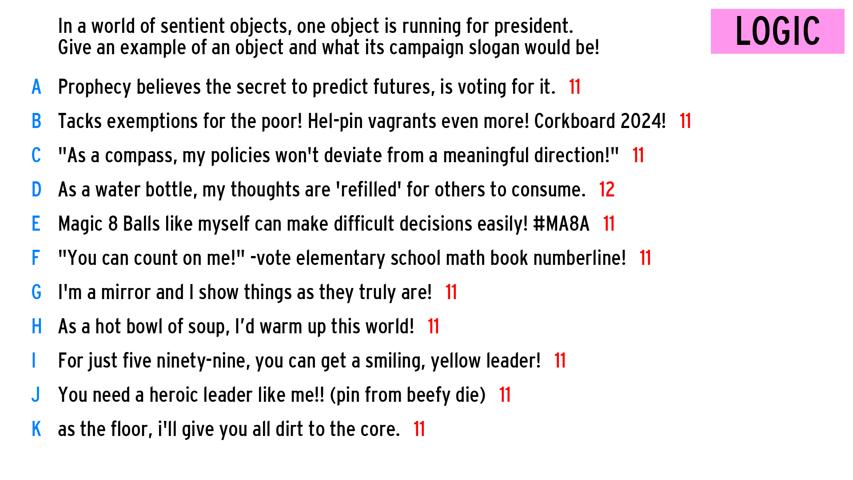 In a world of sentient objects, one object is running for president.
Give an example of an object and what its campaign slogan would be!
LOGIC
A Prophecy believes the secret to predict futures, is voting for it. 11
B Tacks exemptions for the poor! Hel-pin vagrants even more! Corkboard 2024! 11
C "As a compass, my policies won't deviate from a meaningful direction!" 11
D As a water bottle, my thoughts are 'refilled' for others to consume. 12
E Magic 8 Balls like myself can make difficult decisions easily! #MA8A 11
F "You can count on me!" -vote elementary school math book numberline! 11
G I'm a mirror and I show things as they truly are! 11
H As a hot bowl of soup, I’d warm up this world! 11
I For just five ninety-nine, you can get a smiling, yellow leader! 11
J You need a heroic leader like me!! (pin from beefy die) 11
K as the floor, i'll give you all dirt to the core. 11